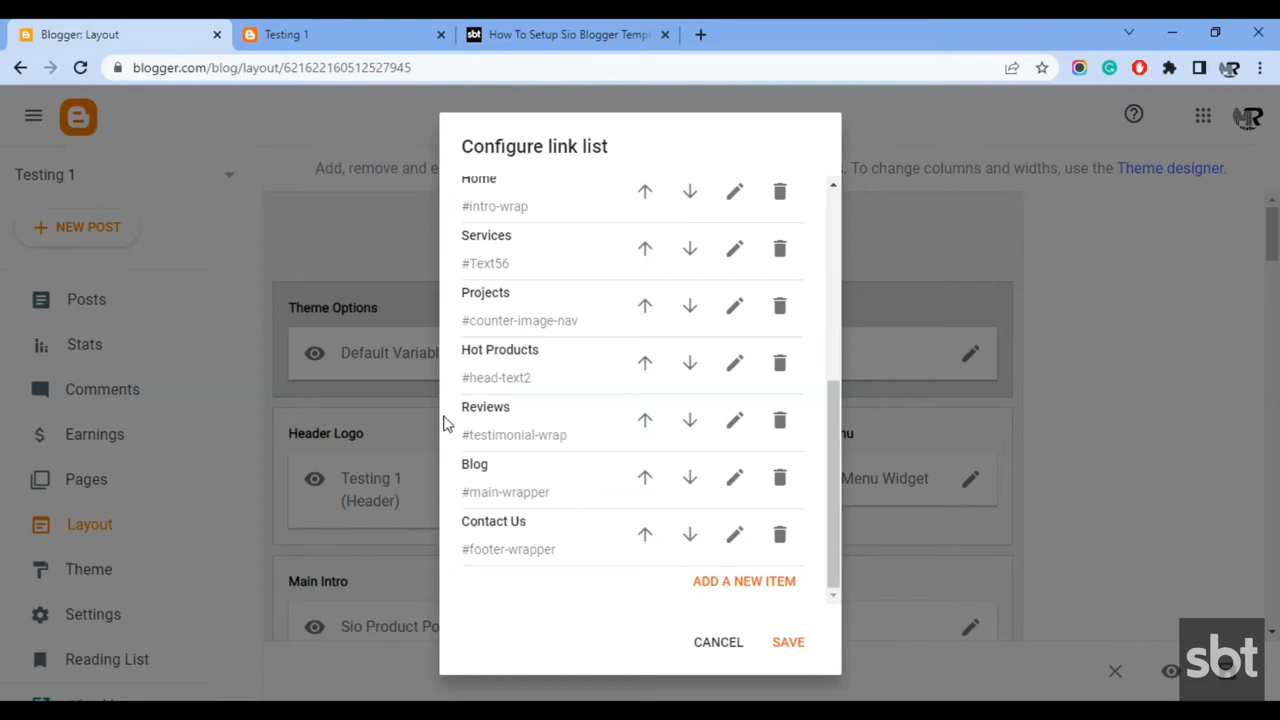 Blogger: Layout
Testing 1
sbt How To Setup Sio Blogger Temp
blogger.com/blog/layout/621622160512527945
MR
Testing 1
NEW POST
Posts
Stats
Comments
Earnings
Pages
Layout
Theme
Settings
Reading List
Add, remove and e
. To change columns and widths, use the Theme designer.
Theme Options
Default Variabl
Header Logo
Testing 1
(Header)
nu
Menu Widget
Main Intro
Sio Product Po
Configure link list
Home
#intro-wrap
Services
#Text56
Projects
#counter-image-nav
Hot Products
#head-text2
Reviews
#testimonial-wrap
Blog
#main-wrapper
Contact Us
#footer-wrapper
ADD A NEW ITEM
CANCEL
SAVE
sbt